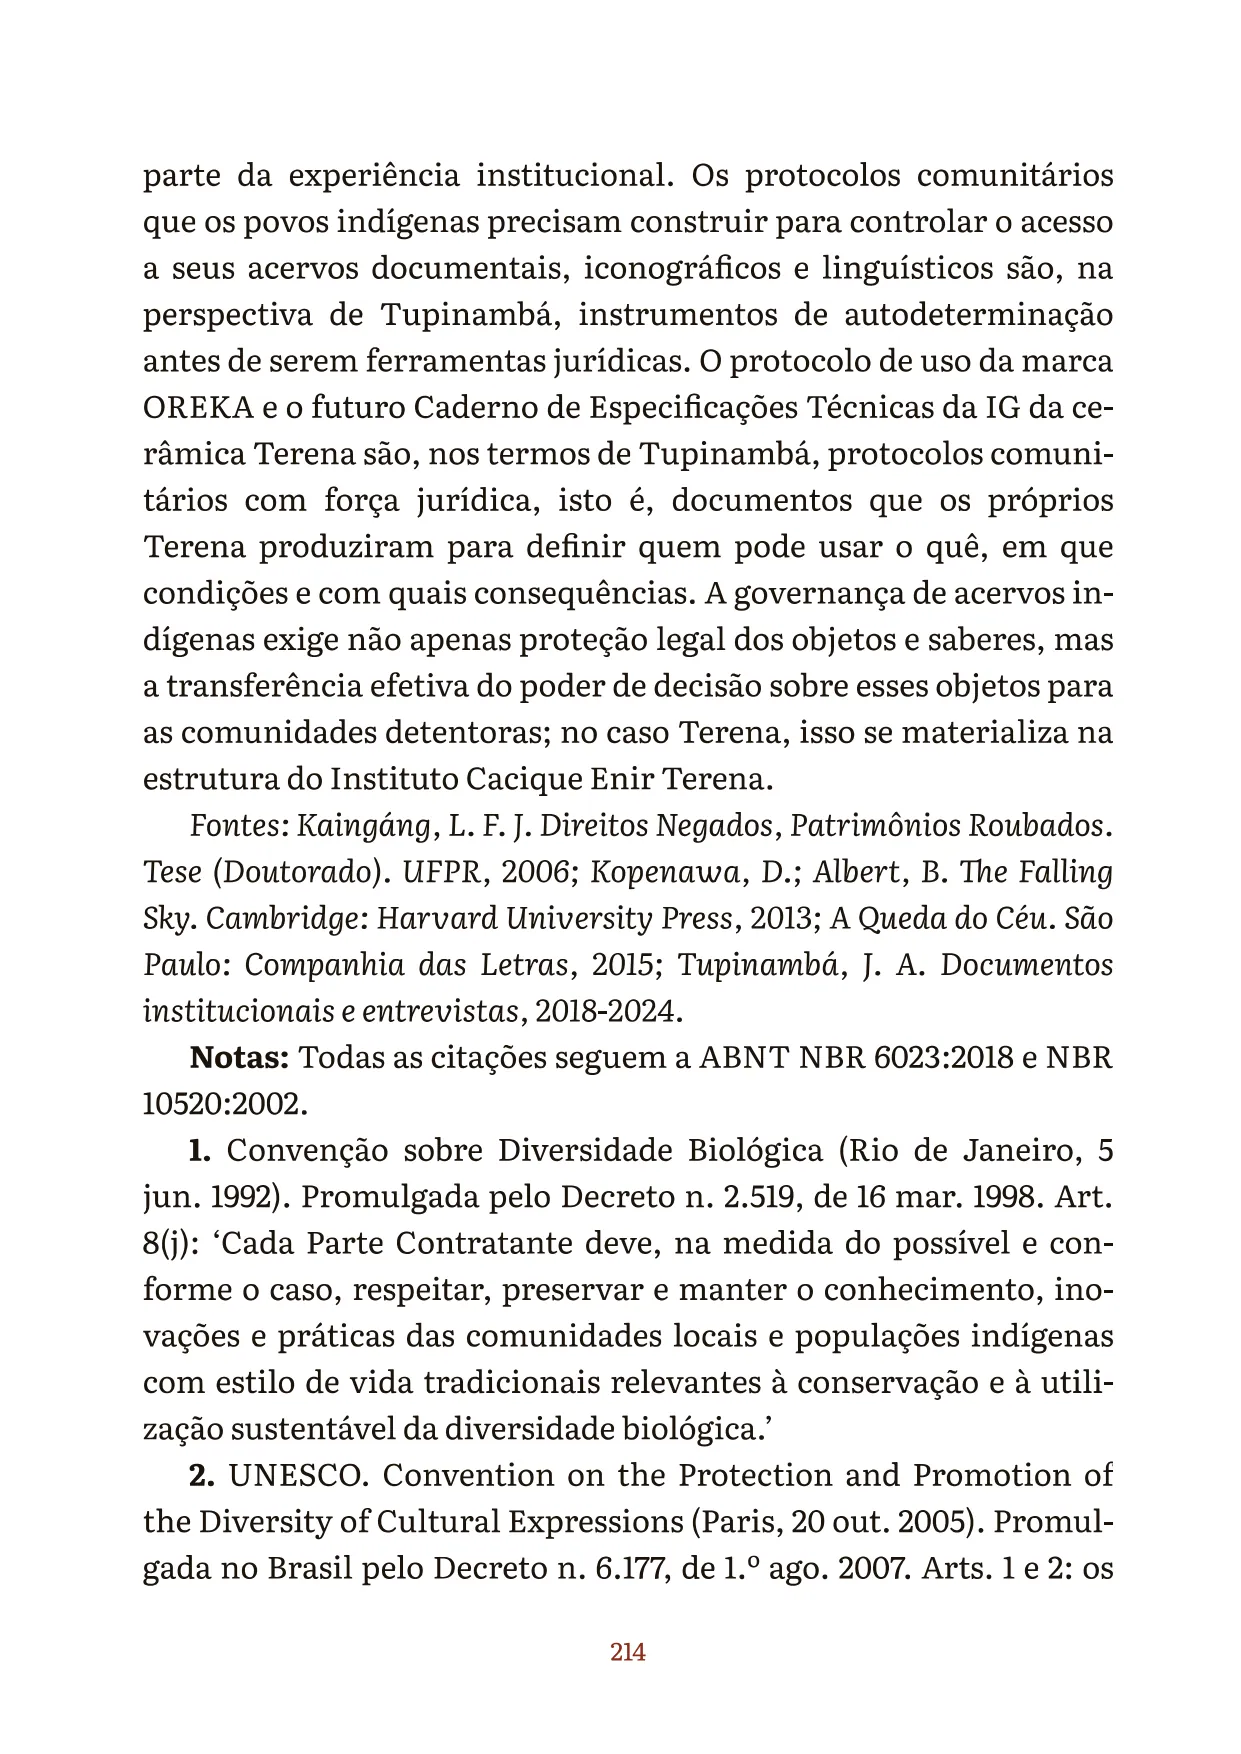 parte da experiência institucional. Os protocolos comunitários
que os povos indígenas precisam construir para controlar o acesso
a seus acervos documentais, iconográficos e linguísticos são, na
perspectiva de Tupinambá, instrumentos de autodeterminação
antes de serem ferramentas jurídicas. O protocolo de uso da marca
OREKA e o futuro Caderno de Especificações Técnicas da IG da ce-
râmica Terena são, nos termos de Tupinambá, protocolos comuni-
tários com força jurídica, isto é, documentos que os próprios
Terena produziram para definir quem pode usar o quê, em que
condições e com quais consequências. A governança de acervos in-
dígenas exige não apenas proteção legal dos objetos e saberes, mas
a transferência efetiva do poder de decisão sobre esses objetos para
as comunidades detentoras; no caso Terena, isso se materializa na
estrutura do Instituto Cacique Enir Terena.
Fontes: Kaingáng, L. F. J. Direitos Negados, Patrimônios Roubados.
Tese (Doutorado). UFPR, 2006; Kopenawa, D.; Albert, B. The Falling
Sky. Cambridge: Harvard University Press, 2013; A Queda do Céu. São
Paulo: Companhia das Letras, 2015; Tupinambá, J. A. Documentos
institucionais e entrevistas, 2018-2024.
Notas: Todas as citações seguem a ABNT NBR 6023:2018 e NBR
10520:2002.
1. Convenção sobre Diversidade Biológica (Rio de Janeiro, 5
jun. 1992). Promulgada pelo Decreto n. 2.519, de 16 mar. 1998. Art.
8(j): ‘Cada Parte Contratante deve, na medida do possível e con-
forme o caso, respeitar, preservar e manter o conhecimento, ino-
vações e práticas das comunidades locais e populações indígenas
com estilo de vida tradicionais relevantes à conservação e à utili-
zação sustentável da diversidade biológica.’
2. UNESCO. Convention on the Protection and Promotion of
the Diversity of Cultural Expressions (Paris, 20 out. 2005). Promul-
gada no Brasil pelo Decreto n. 6.177, de 1.º ago. 2007. Arts. 1 e 2: os
214